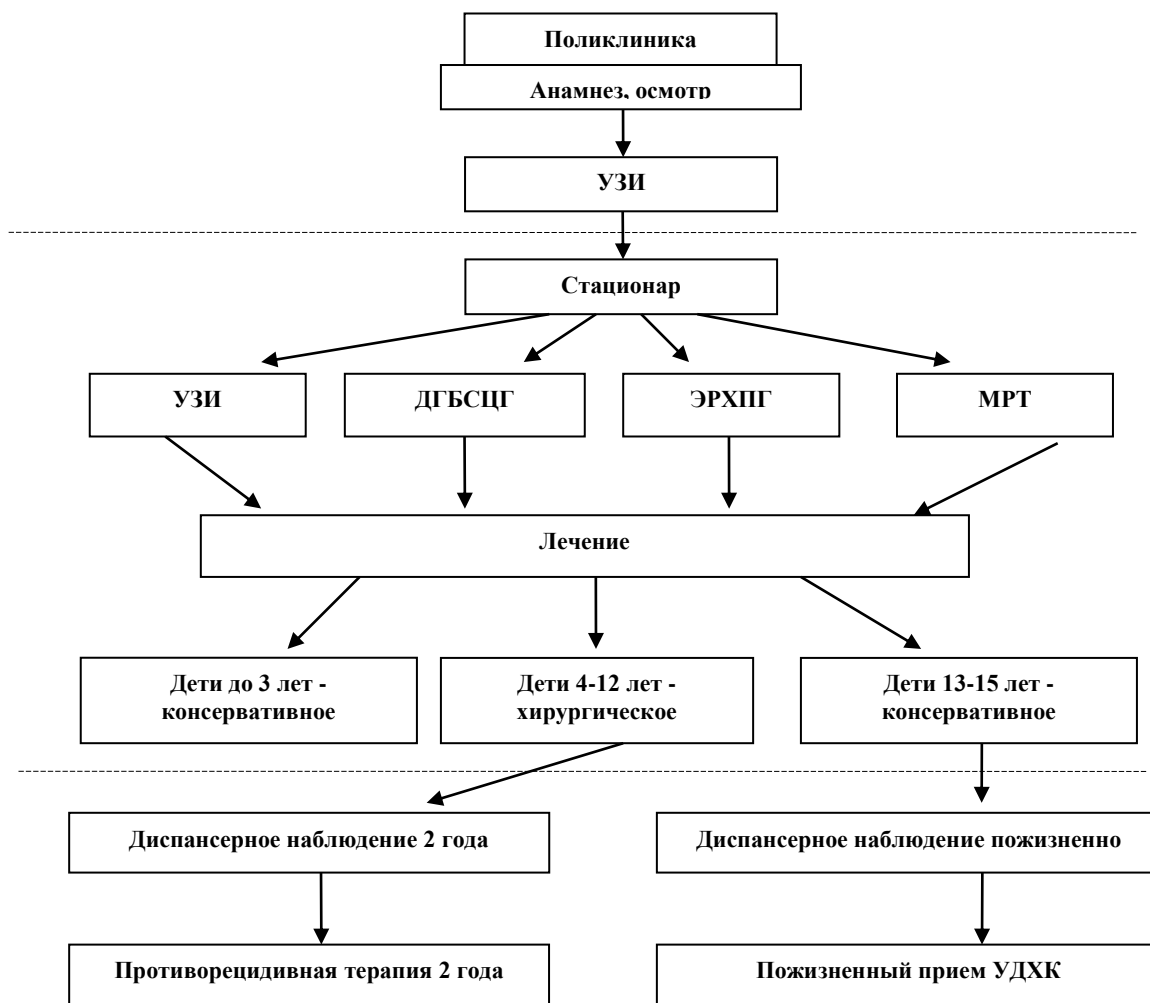 Поликлиника
Анамнез, осмотр
УЗИ
Стационар
УЗИ
ДГБСЦГ
ЭРХПГ
МРТ
Лечение
Дети до 3 лет -
консервативное
Дети 4-12 лет -
хирургическое
Дети 13-15 лет -
консервативное
Диспансерное наблюдение 2 года
Диспансерное наблюдение пожизненно
Противорецидивная терапия 2 года
Пожизненный прием УДХК